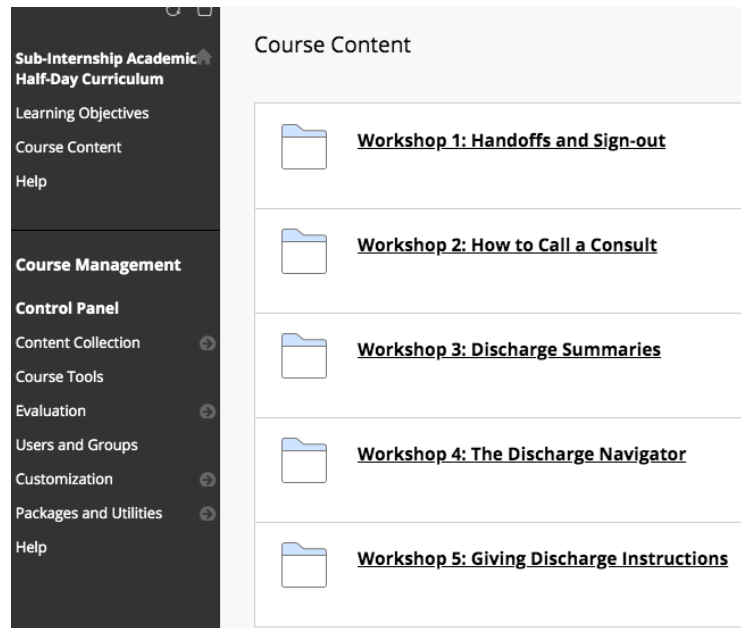 Sub-Internship Academic
Half-Day Curriculum
Learning Objectives
Course Content
Help
Course Management
Control Panel
Content Collection
Course Tools
Evaluation
Users and Groups
Customization
Packages and Utilities
Help
Course Content
Workshop 1: Handoffs and Sign-out
Workshop 2: How to Call a Consult
Workshop 3: Discharge Summaries
Workshop 4: The Discharge Navigator
Workshop 5: Giving Discharge Instructions